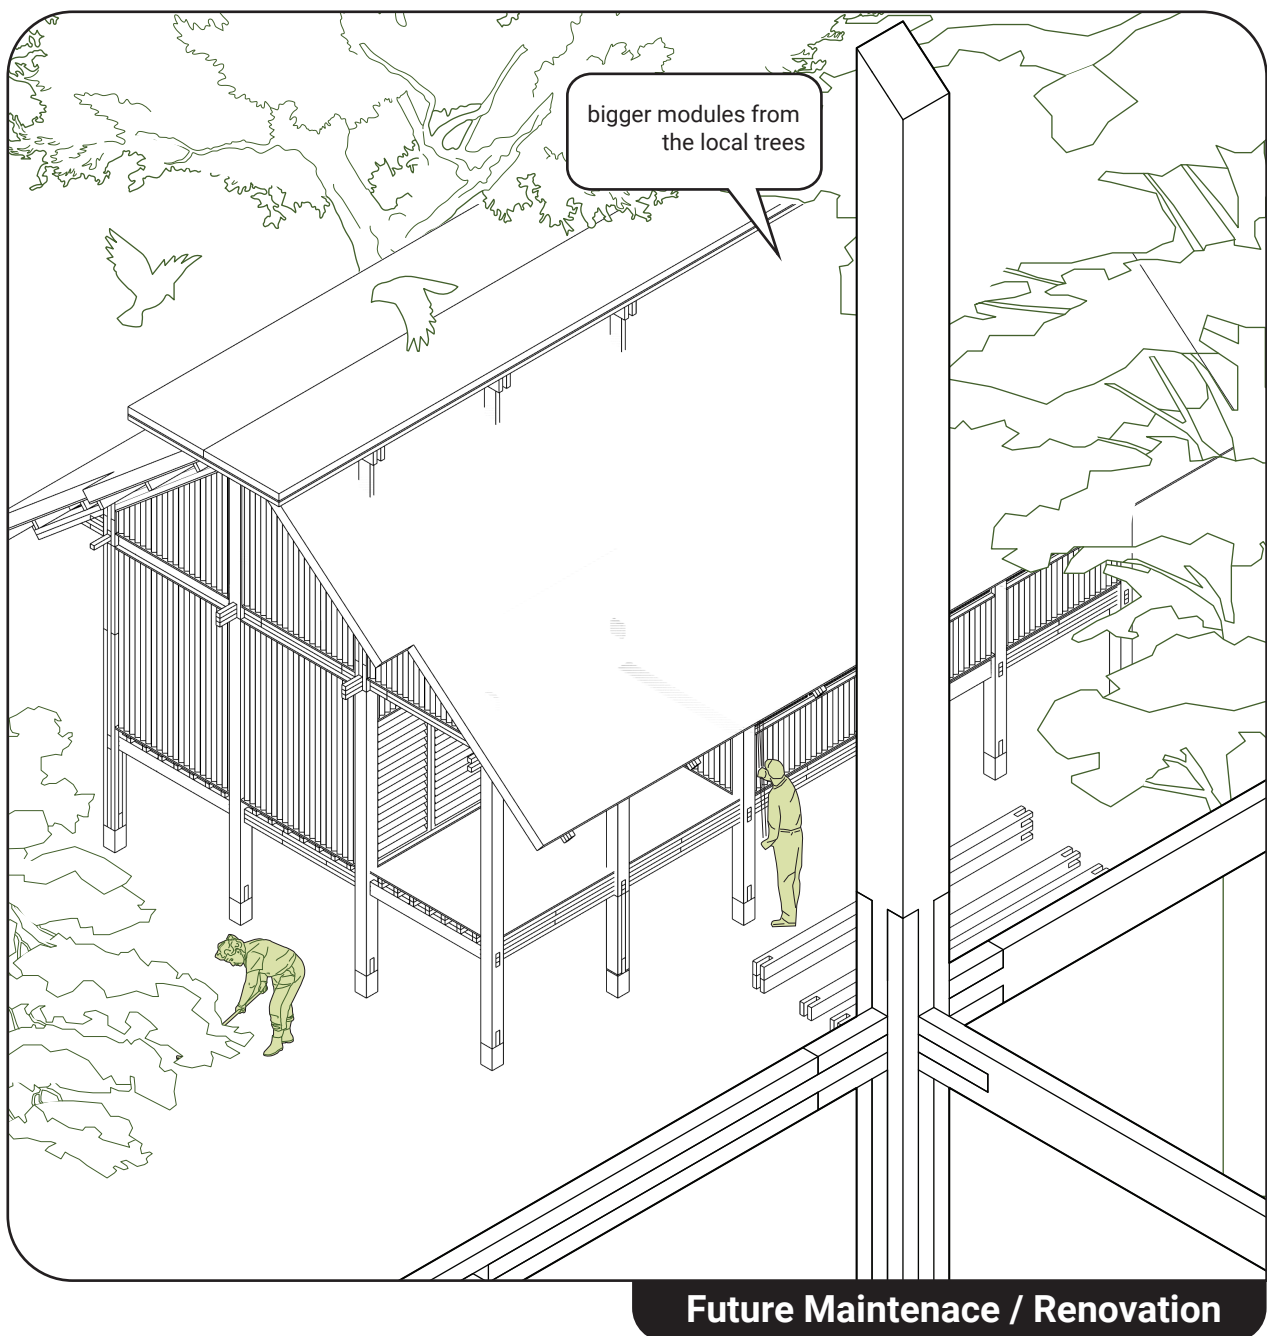 bigger modules from
the local trees
Future Maintenace / Renovation